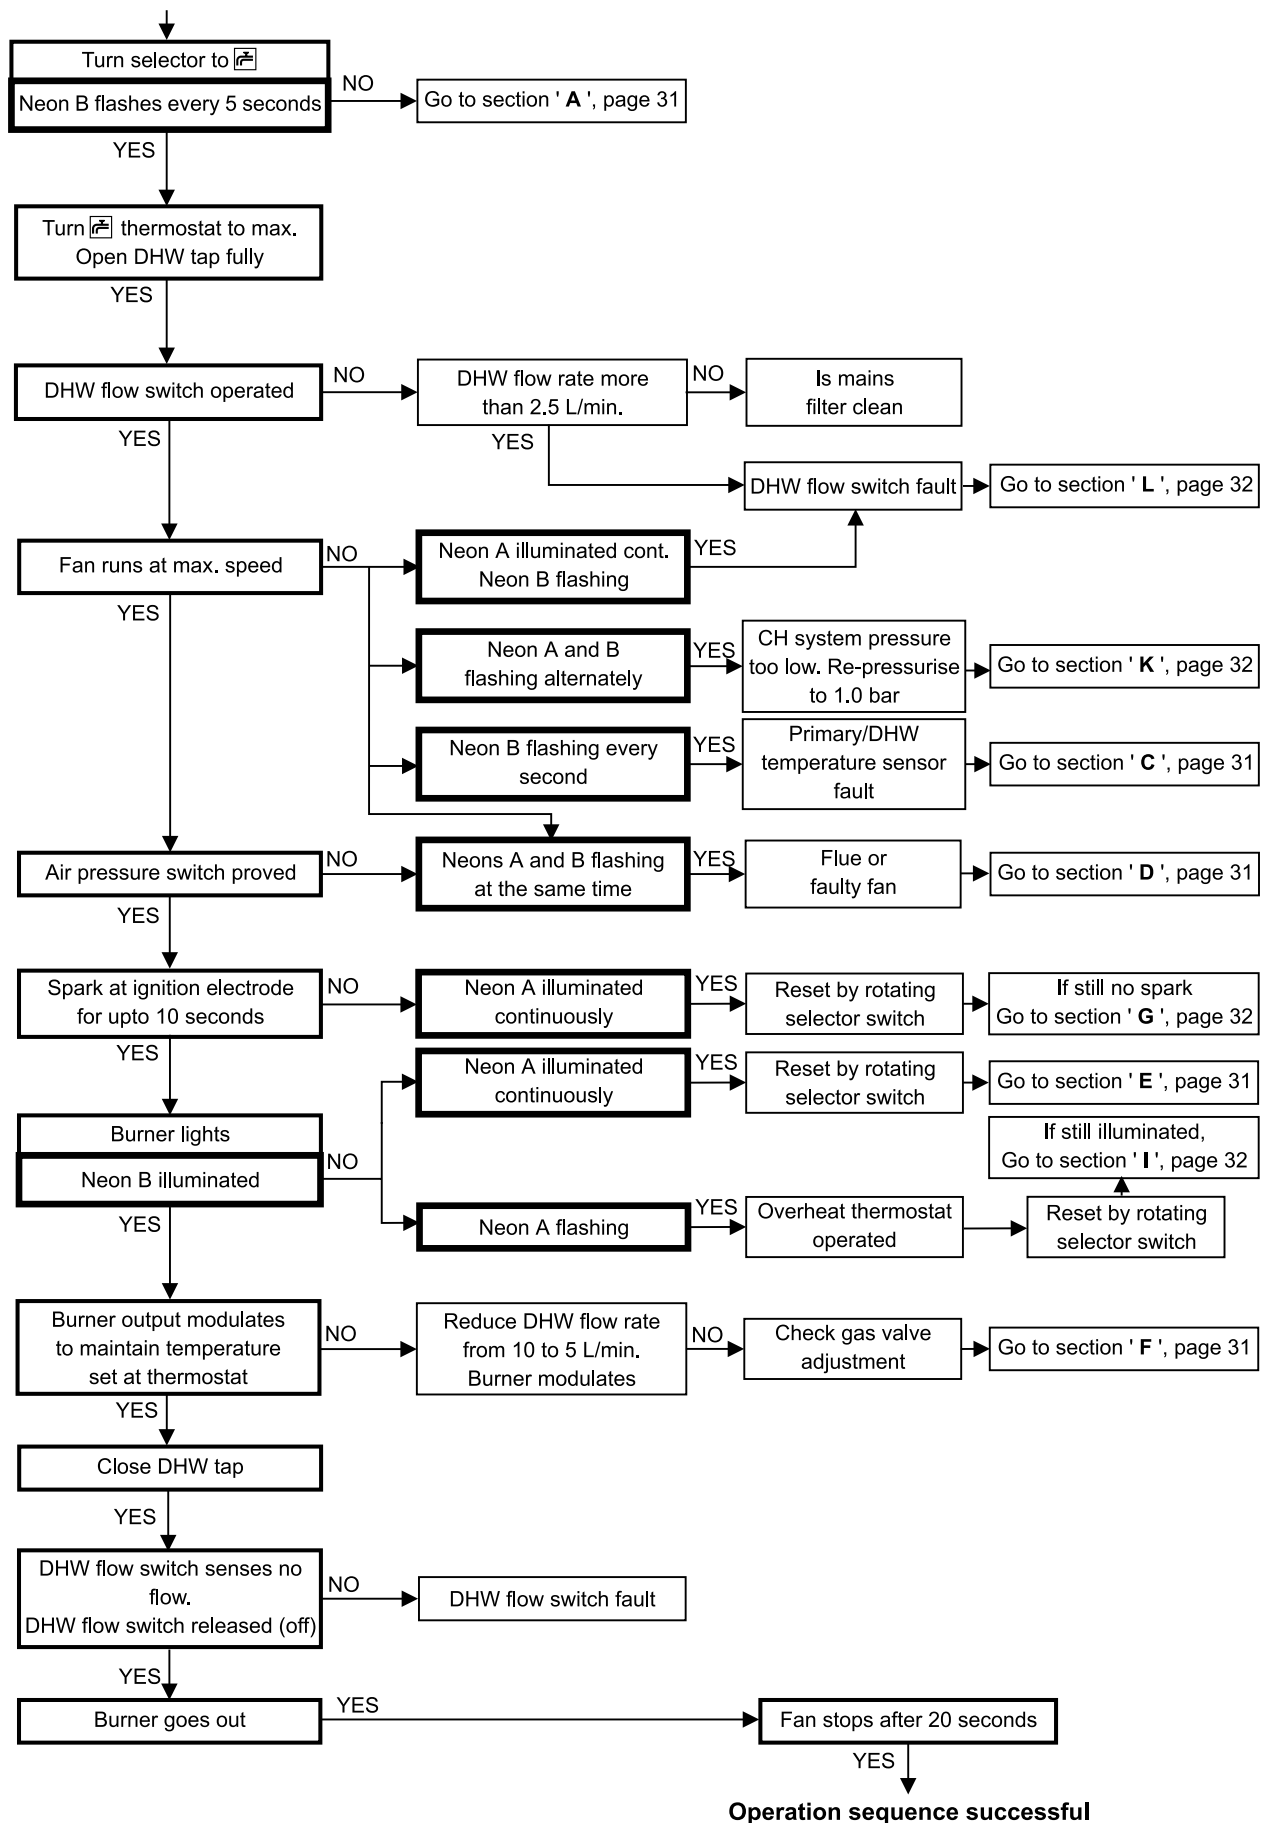 Turn selector to
Neon B flashes every 5 seconds
NO
Go to section ' A ', page 31
YES
Turn thermostat to max.
Open DHW tap fully
YES
DHW flow switch operated
NO
DHW flow rate more
than 2.5 L/min.
NO
Is mains
filter clean
YES
YES
DHW flow switch fault
Go to section ' L ', page 32
Fan runs at max. speed
NO
Neon A illuminated cont.
Neon B flashing
YES
YES
Neon A and B
flashing alternately
YES
CH system pressure
too low. Re-pressurise
to 1.0 bar
Go to section ' K ', page 32
Neon B flashing every
second
YES
Primary/DHW
temperature sensor
fault
Go to section ' C ', page 31
Air pressure switch proved
NO
Neons A and B flashing
at the same time
YES
Flue or
faulty fan
Go to section ' D ', page 31
YES
Spark at ignition electrode
for upto 10 seconds
NO
Neon A illuminated
continuously
YES
Reset by rotating
selector switch
If still no spark
Go to section ' G ', page 32
YES
Neon A illuminated
continuously
YES
Reset by rotating
selector switch
Go to section ' E ', page 31
Burner lights
Neon B illuminated
NO
If still illuminated,
Go to section ' I ', page 32
YES
Neon A flashing
YES
Overheat thermostat
operated
Reset by rotating
selector switch
Burner output modulates
to maintain temperature
set at thermostat
NO
Reduce DHW flow rate
from 10 to 5 L/min.
Burner modulates
NO
Check gas valve
adjustment
Go to section ' F ', page 31
YES
Close DHW tap
YES
DHW flow switch senses no
flow.
DHW flow switch released (off)
NO
DHW flow switch fault
YES
Burner goes out
YES
Fan stops after 20 seconds
YES
Operation sequence successful